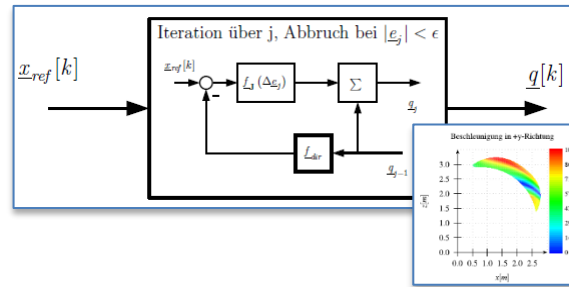 Iteration über j, Abbruch bei |e_j| < ϵ
x_ref[k]
q[k]
x_ref[k]
f_J (Δe_j)
Σ
q_j
f_dir
q_{j-1}
Beschleunigung in +y-Richtung
3.0
2.5
2.0
1.5
1.0
0.5
0.0
z[m]
0.0 0.5 1.0 1.5 2.0 2.5
x[m]